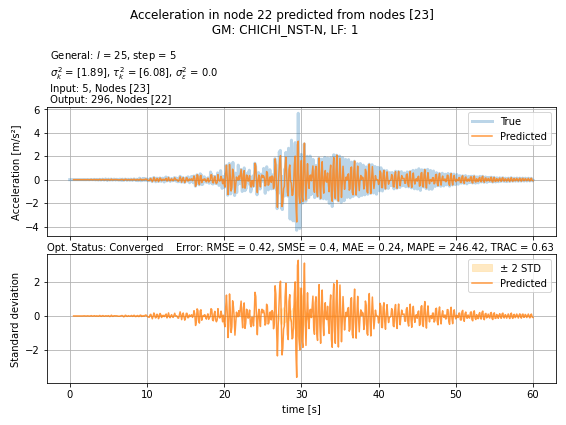 Acceleration in node 22 predicted from nodes [23]
GM: CHICHI_NST-N, LF: 1
General: l = 25, step = 5
σ²ₖ = [1.89], τ²ₖ = [6.08], σ²ε = 0.0
Input: 5, Nodes [23]
Output: 296, Nodes [22]
6
4
2
0
−2
−4
Acceleration [m/s²]
True
Predicted
Opt. Status: Converged Error: RMSE = 0.42, SMSE = 0.4, MAE = 0.24, MAPE = 246.42, TRAC = 0.63
2
0
−2
Standard deviation
± 2 STD
Predicted
0 10 20 30 40 50 60
time [s]